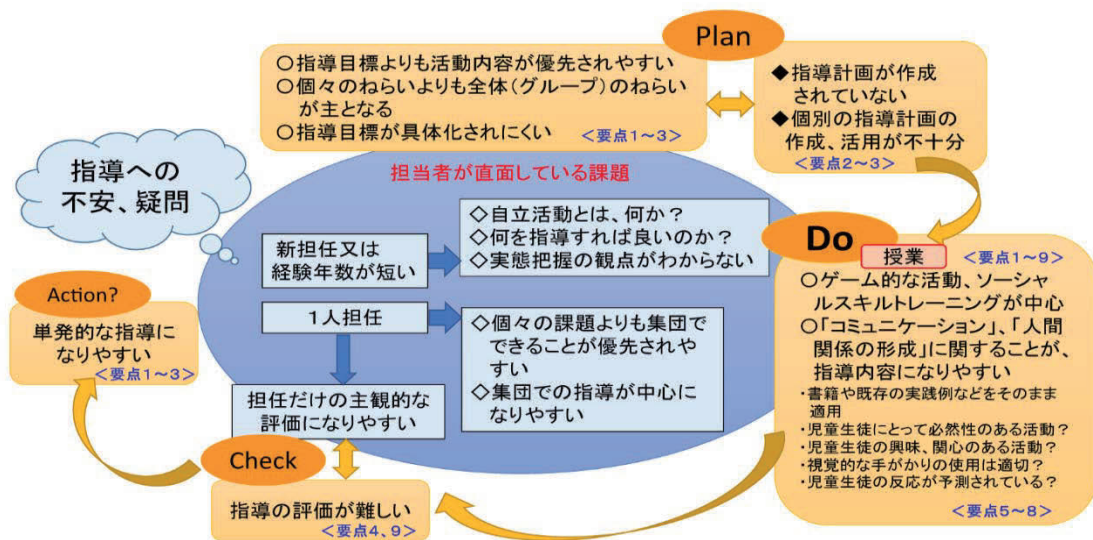 Plan
○指導目標よりも活動内容が優先されやすい
○個々のねらいよりも全体(グループ)のねらい
が主となる
○指導目標が具体化されにくい
<要点1~3>
◆指導計画が作成
されていない
◆個別の指導計画の
作成、活用が不十分
<要点2~3>
指導への
不安、疑問
担当者が直面している課題
新担任又は
経験年数が短い
◇自立活動とは、何か?
◇何を指導すれば良いのか?
◇実態把握の観点がわからない
1人担任
◇個々の課題よりも集団で
できることが優先されや
すい
◇集団での指導が中心に
なりやすい
担任だけの主観的な
評価になりやすい
Do
授業
<要点1~9>
○ゲーム的な活動、ソーシャ
ルスキルトレーニングが中心
○「コミュニケーション」、「人間
関係の形成」に関することが、
指導内容になりやすい
・書籍や既存の実践例などをそのまま
適用
・児童生徒にとって必然性のある活動?
・児童生徒の興味、関心のある活動?
・視覚的な手がかりの使用は適切?
・児童生徒の反応が予測されている?
<要点5~8>
Check
指導の評価が難しい
<要点4、9>
Action?
単発的な指導に
なりやすい
<要点1~3>